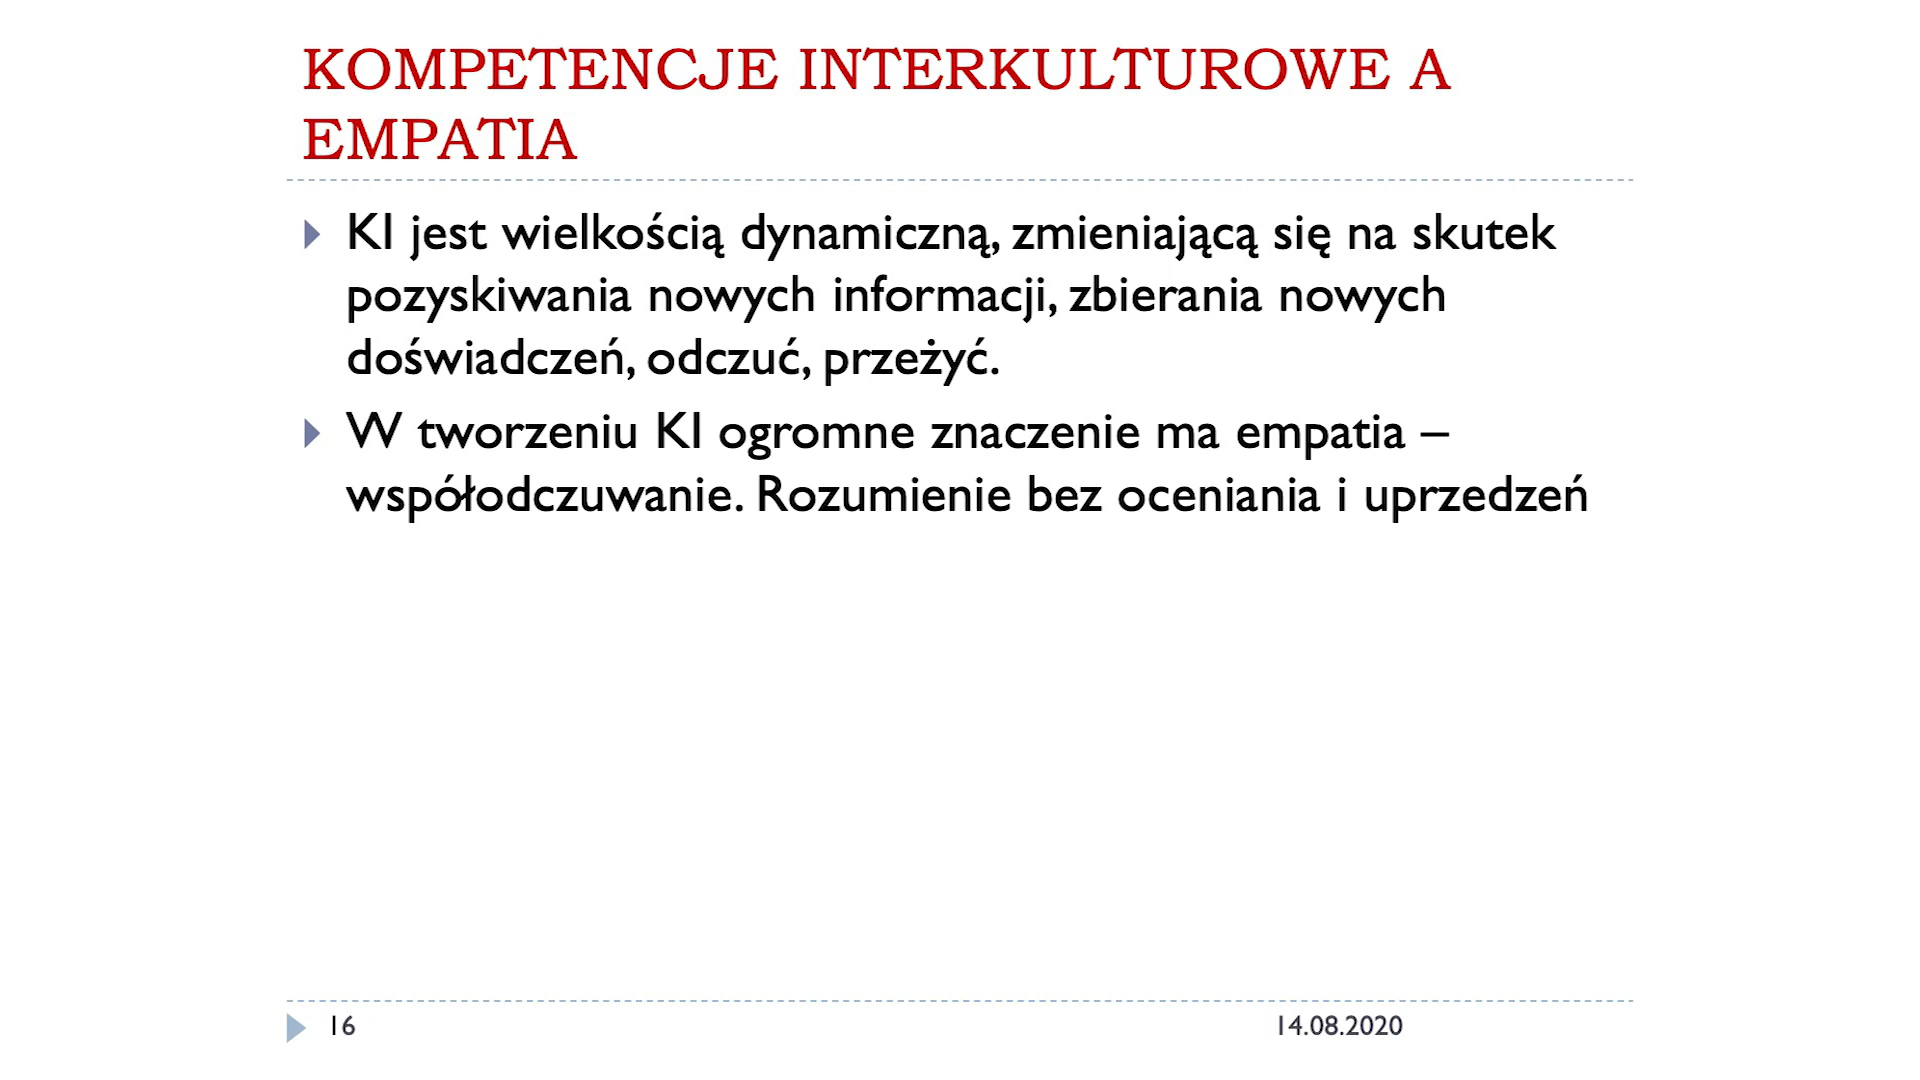 KOMPETENCJE INTERKULTUROWE A
EMPATIA
KI jest wielkością dynamiczną, zmieniającą się na skutek
pozyskiwania nowych informacji, zbierania nowych
doświadczeń, odczuć, przeżyć.
W tworzeniu KI ogromne znaczenie ma empatia –
współodczuwanie. Rozumienie bez oceniania i uprzedzeń
16
14.08.2020